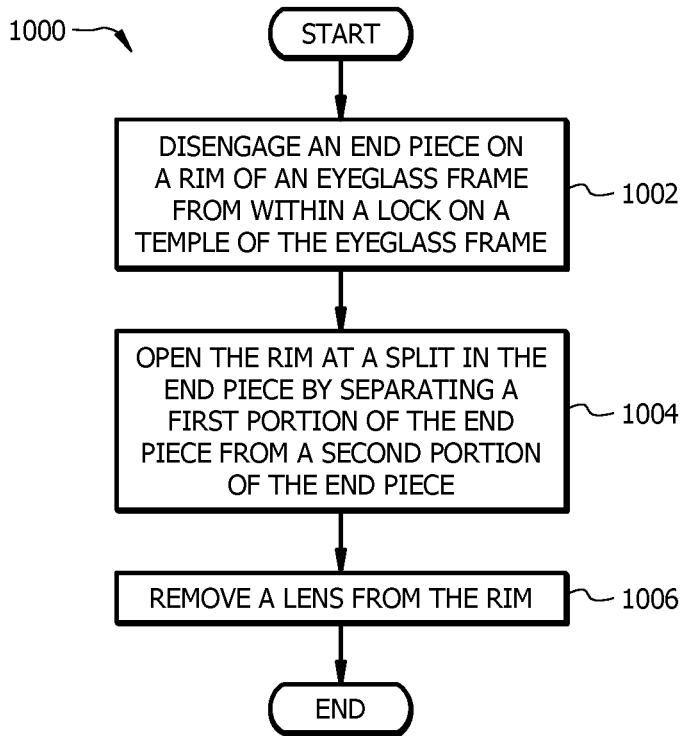 1000
START
DISENGAGE AN END PIECE ON
A RIM OF AN EYEGLASS FRAME
FROM WITHIN A LOCK ON A
TEMPLE OF THE EYEGLASS FRAME
1002
OPEN THE RIM AT A SPLIT IN THE
END PIECE BY SEPARATING A
FIRST PORTION OF THE END
PIECE FROM A SECOND PORTION
OF THE END PIECE
1004
REMOVE A LENS FROM THE RIM
1006
END